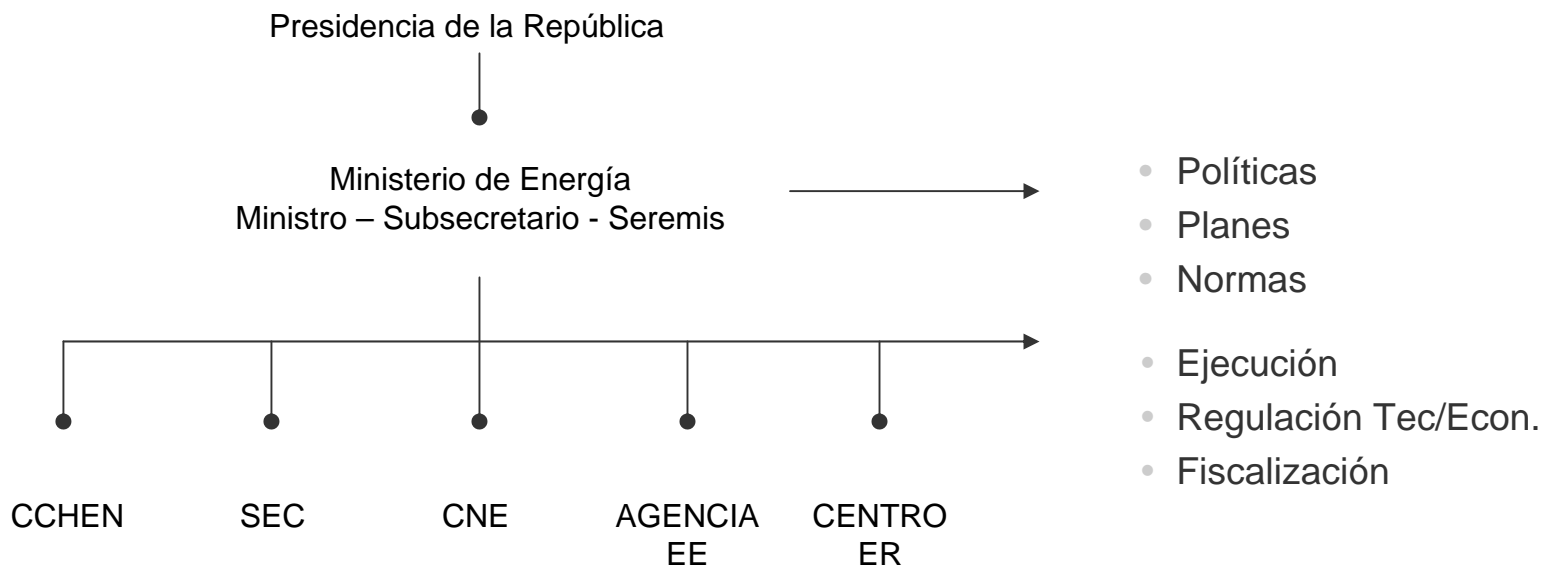 Presidencia de la República
Ministerio de Energía
Ministro – Subsecretario - Seremis
• Políticas
• Planes
• Normas
• Ejecución
• Regulación Tec/Econ.
• Fiscalización
CCHEN
SEC
CNE
AGENCIA
EE
CENTRO
ER